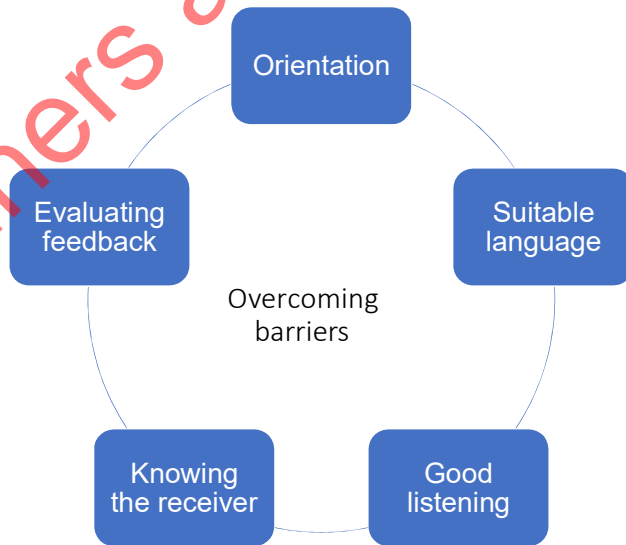 Orientation
Suitable
language
Good
listening
Knowing
the receiver
Evaluating
feedback
Overcoming
barriers